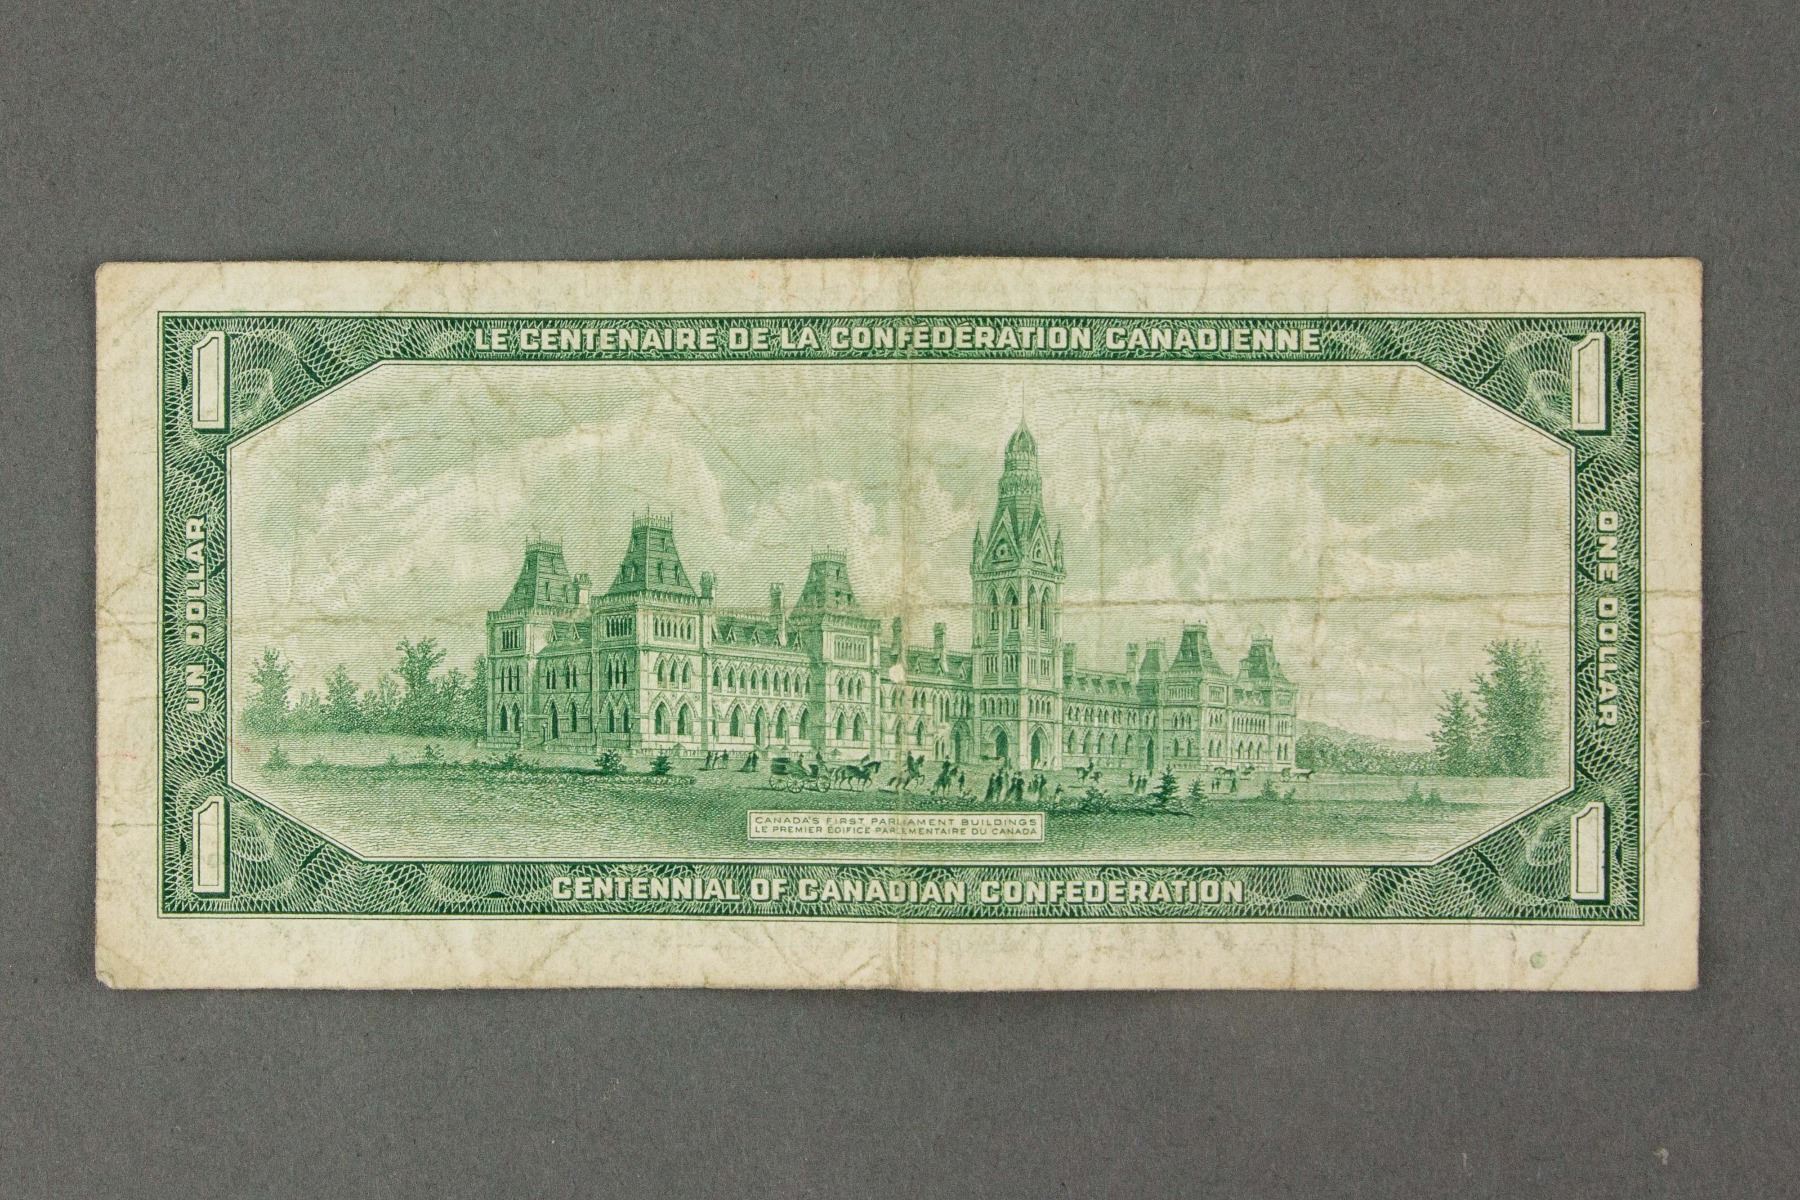 1
LE CENTENAIRE DE LA CONFÉDÉRATION CANADIENNE
1
UN DOLLAR
ONE DOLLAR
CANADA'S FIRST PARLIAMENT BUILDINGS
LE PREMIER ÉDIFICE PARLEMENTAIRE DU CANADA
1
CENTENNIAL OF CANADIAN CONFEDERATION
1